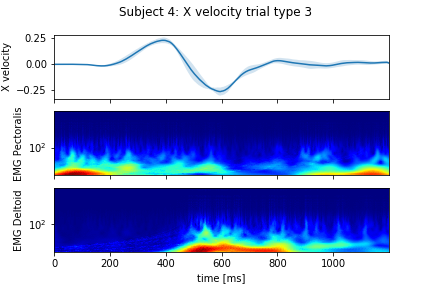 Subject 4: X velocity trial type 3
X velocity
0.25
0.00
−0.25
EMG Pectoralis
10²
EMG Deltoid
10²
0 200 400 600 800 1000
time [ms]